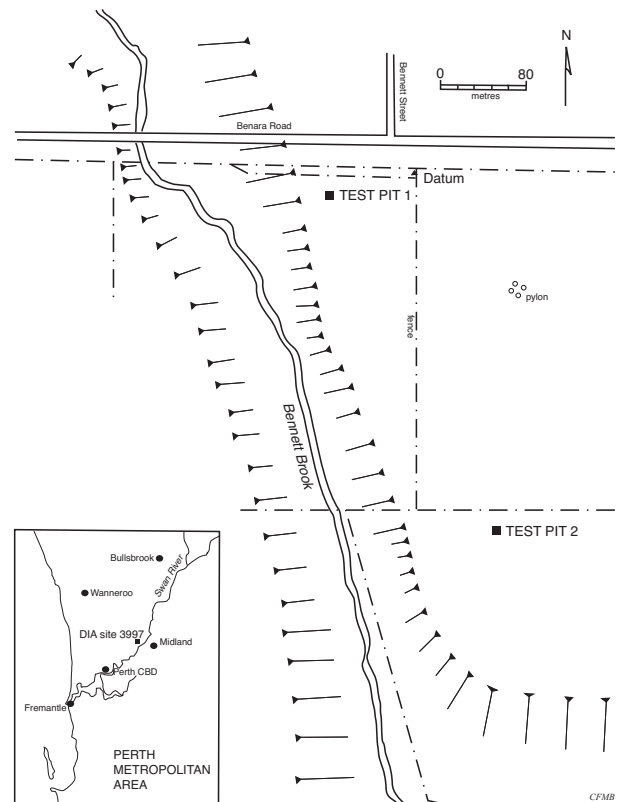 N
0 80
metres
Bennett Street
Benara Road
Datum
TEST PIT 1
pylon
fence
Bennett Brook
TEST PIT 2
Bullsbrook
Swan River
Wanneroo
DIA site 3997
Midland
Perth CBD
Fremantle
PERTH
METROPOLITAN
AREA
CFMB